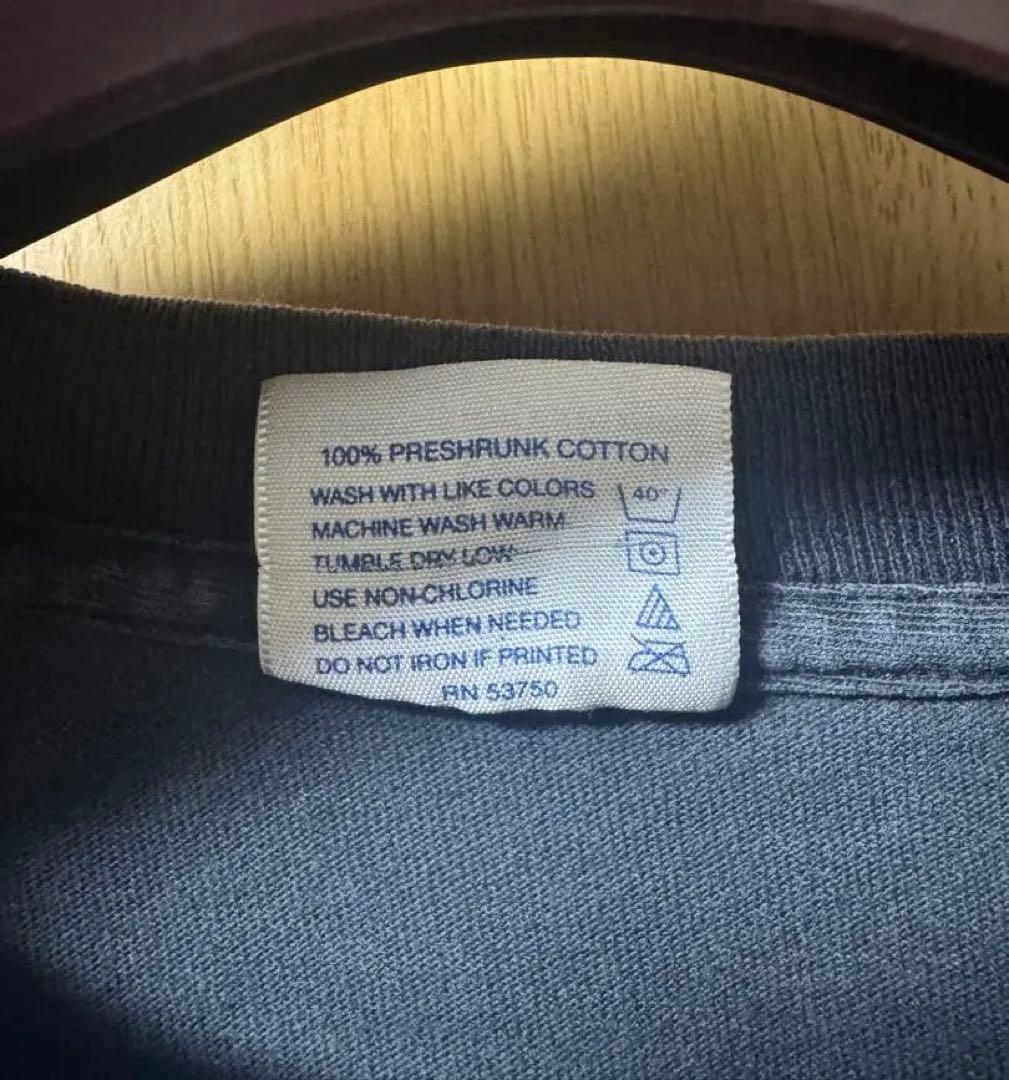 100% PRESHRUNK COTTON
WASH WITH LIKE COLORS
MACHINE WASH WARM
TUMBLE DRY LOW
USE NON-CHLORINE
BLEACH WHEN NEEDED
DO NOT IRON IF PRINTED
RN 53750
40°